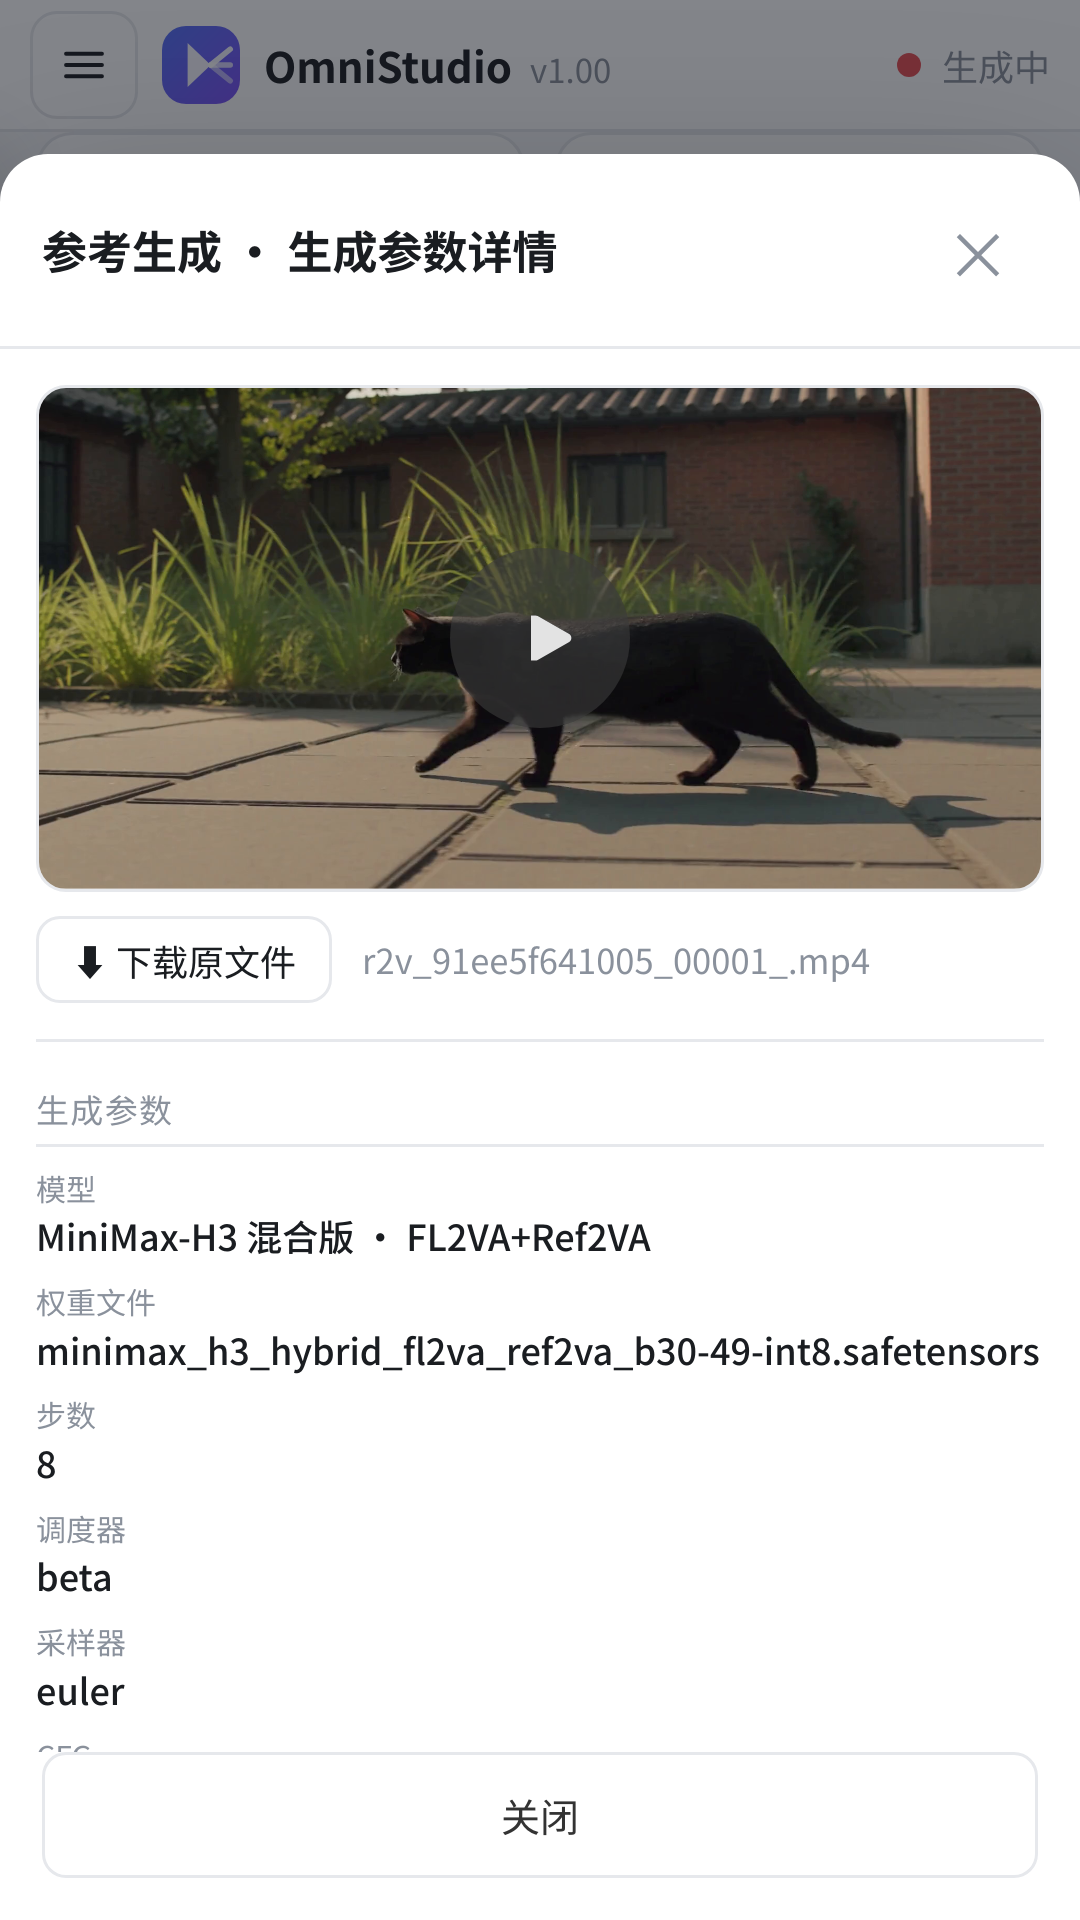 OmniStudio v1.00
生成中
参考生成 · 生成参数详情
下载原文件
r2v_91ee5f641005_00001_.mp4
生成参数
模型
MiniMax-H3 混合版 · FL2VA+Ref2VA
权重文件
minimax_h3_hybrid_fl2va_ref2va_b30-49-int8.safetensors
步数
8
调度器
beta
采样器
euler
关闭